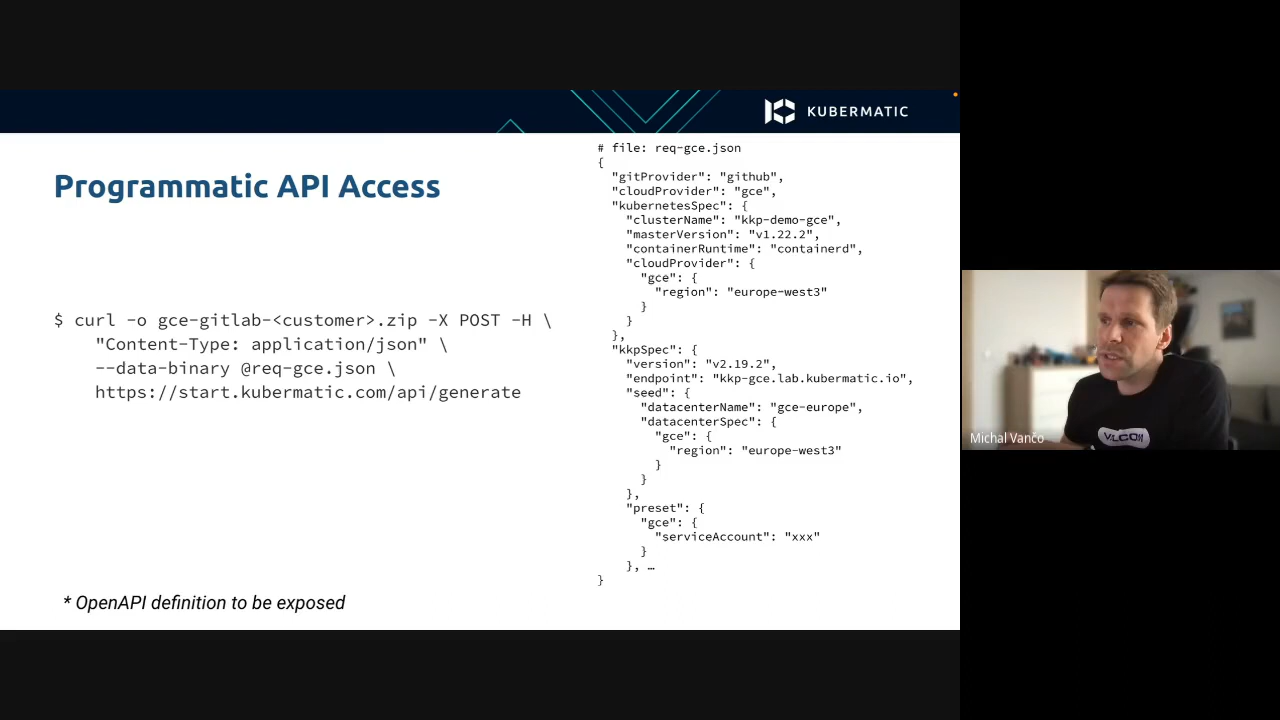 KUBERMATIC
Programmatic API Access
$ curl -o gce-gitlab-<customer>.zip -X POST -H \
"Content-Type: application/json" \
--data-binary @req-gce.json \
https://start.kubermatic.com/api/generate
* OpenAPI definition to be exposed
# file: req-gce.json
{
"gitProvider": "github",
"cloudProvider": "gce",
"kubernetesSpec": {
"clusterName": "kkp-demo-gce",
"masterVersion": "v1.22.2",
"containerRuntime": "containerd",
"cloudProvider": {
"gce": {
"region": "europe-west3"
}
}
},
"kkpSpec": {
"version": "v2.19.2",
"endpoint": "kkp-gce.lab.kubermatic.io",
"seed": {
"datacenterName": "gce-europe",
"datacenterSpec": {
"gce": {
"region": "europe-west3"
}
}
},
"preset": {
"gce": {
"serviceAccount": "xxx"
}
}, …
}
Michal Vančo